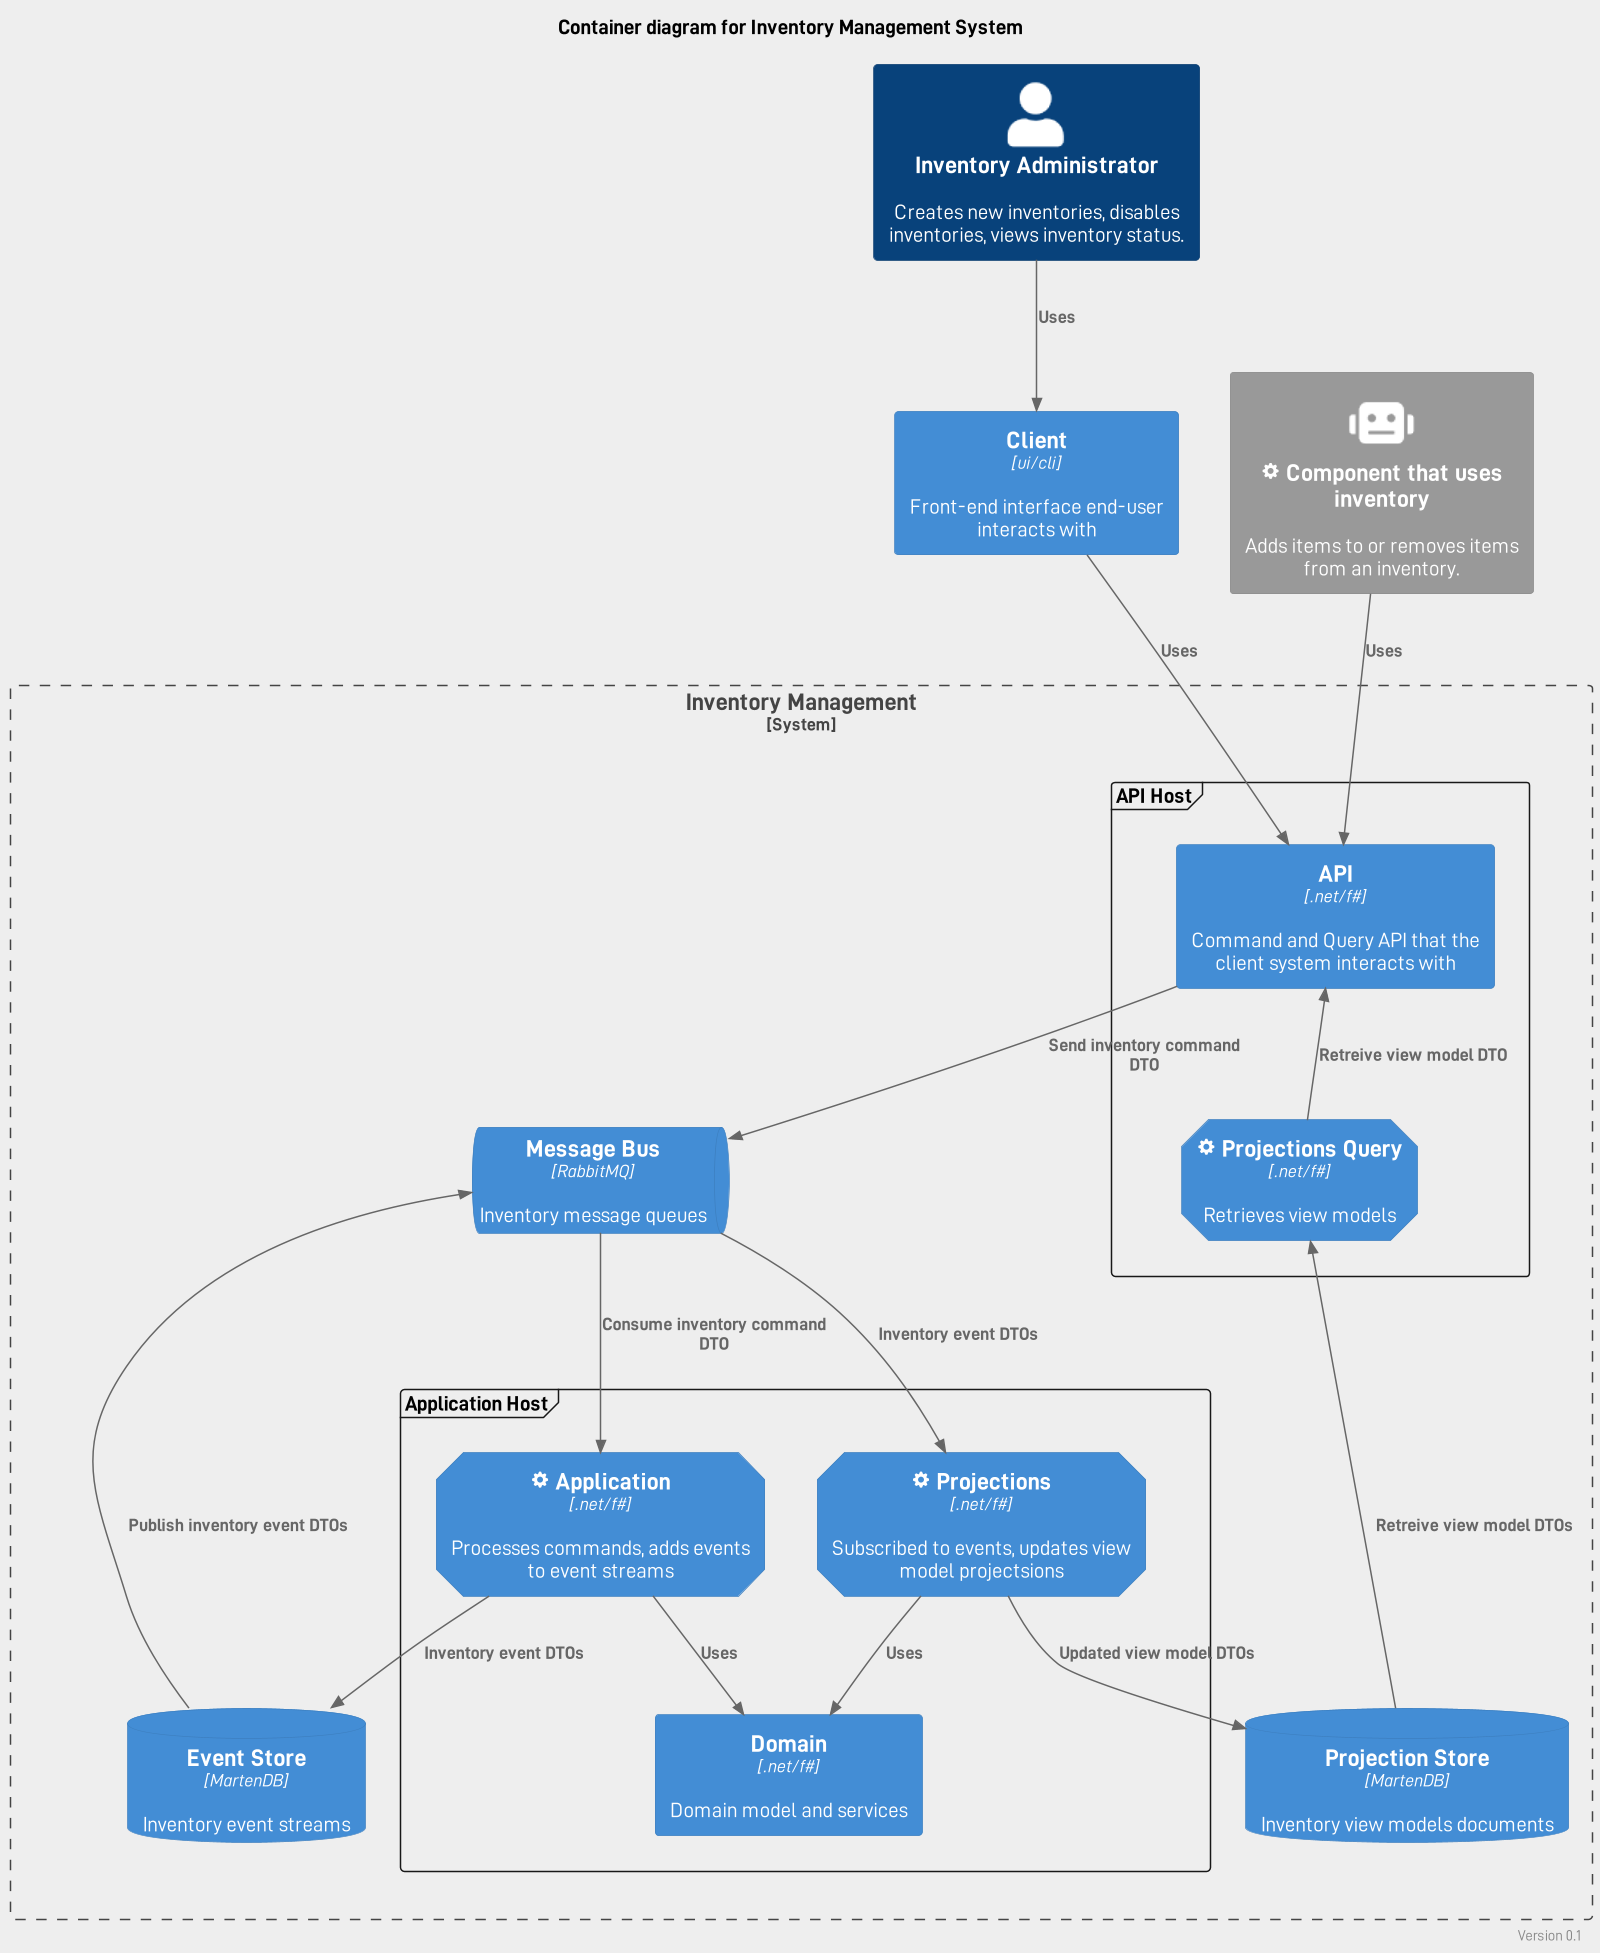 Container diagram for Inventory Management System
Inventory Administrator
Creates new inventories, disables
inventories, views inventory status.
Uses
Client
[ui/cli]
Front-end interface end-user
interacts with
Component that uses
inventory
Adds items to or removes items
from an inventory.
Uses
Uses
Inventory Management
[System]
API Host
API
[.net/f#]
Command and Query API that the
client system interacts with
Send inventory command
DTO
Retreive view model DTO
Message Bus
[RabbitMQ]
Inventory message queues
Projections Query
[.net/f#]
Retrieves view models
Consume inventory command
DTO
Inventory event DTOs
Application Host
Application
[.net/f#]
Processes commands, adds events
to event streams
Projections
[.net/f#]
Subscribed to events, updates view
model projectsions
Publish inventory event DTOs
Retreive view model DTOs
Inventory event DTOs
Uses
Uses
Updated view model DTOs
Event Store
[MartenDB]
Inventory event streams
Domain
[.net/f#]
Domain model and services
Projection Store
[MartenDB]
Inventory view models documents
Version 0.1